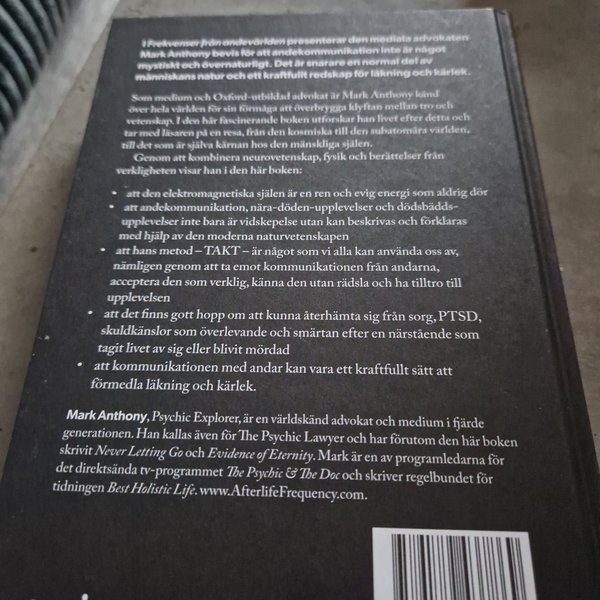 I Frekvenser från andevärlden presenterar den mediala advokaten
Mark Anthony bevis för att andekommunikation inte är något
mystiskt och övernaturligt. Det är snarare en normal del av
människans natur och ett kraftfullt redskap för läkning och kärlek.
Som medium och Oxford-utbildad advokat är Mark Anthony känd
över hela världen för sin förmåga att överbrygga klyftan mellan tro och
vetenskap. I den här fascinerande boken utforskar han livet efter detta och
tar med läsaren på en resa, från den kosmiska till den subatomära världen,
till det som är själva kärnan hos den mänskliga själen.
Genom att kombinera neurovetenskap, fysik och berättelser från
verkligheten visar han i den här boken:
• att den elektromagnetiska själen är en ren och evig energi som aldrig dör
• att andekommunikation, nära-döden-upplevelser och dödsbädds-
upplevelser inte bara är vidskepelse utan kan beskrivas och förklaras
med hjälp av den moderna naturvetenskapen
• att hans metod – TAKT – är något som vi alla kan använda oss av,
nämligen genom att ta emot kommunikationen från andarna,
acceptera den som verklig, känna den utan rädsla och ha tilltro till
upplevelsen
• att det finns gott hopp om att kunna återhämta sig från sorg, PTSD,
skuldkänslor som överlevande och smärtan efter en närstående som
tagit livet av sig eller blivit mördad
• att kommunikationen med andar kan vara ett kraftfullt sätt att
förmedla läkning och kärlek.
Mark Anthony, Psychic Explorer, är en världskänd advokat och medium i fjärde
generationen. Han kallas även för The Psychic Lawyer och har förutom den här boken
skrivit Never Letting Go och Evidence of Eternity. Mark är en av programledarna för
det direktsända tv-programmet The Psychic & The Doc och skriver regelbundet för
tidningen Best Holistic Life. www.AfterlifeFrequency.com.